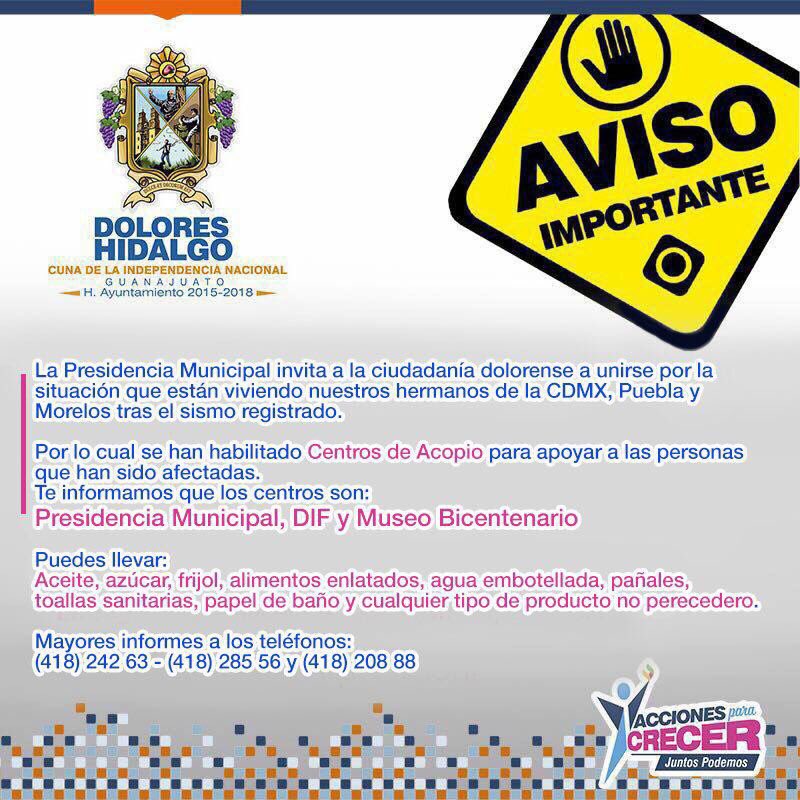 AVISO
IMPORTANTE
DOLORES
HIDALGO
CUNA DE LA INDEPENDENCIA NACIONAL
GUANAJUATO
H. Ayuntamiento 2015-2018
La Presidencia Municipal invita a la ciudadanía dolorense a unirse por la
situación que están viviendo nuestros hermanos de la CDMX, Puebla y
Morelos tras el sismo registrado.
Por lo cual se han habilitado Centros de Acopio para apoyar a las personas
que han sido afectadas.
Te informamos que los centros son:
Presidencia Municipal, DIF y Museo Bicentenario
Puedes llevar:
Aceite, azúcar, frijol, alimentos enlatados, agua embotellada, pañales,
toallas sanitarias, papel de baño y cualquier tipo de producto no perecedero.
Mayores informes a los teléfonos:
(418) 242 63 - (418) 285 56 y (418) 208 88
ACCIONES para
CRECER
Juntos Podemos